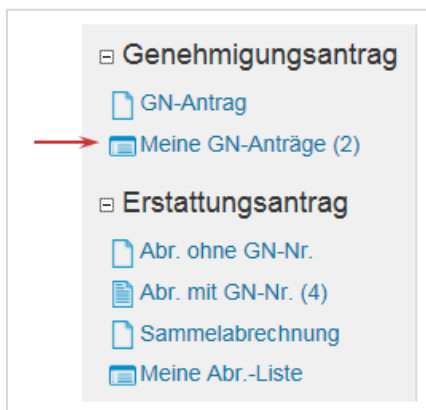 Genehmigungsantrag
GN-Antrag
Meine GN-Anträge (2)
Erstattungsantrag
Abr. ohne GN-Nr.
Abr. mit GN-Nr. (4)
Sammelabrechnung
Meine Abr.-Liste